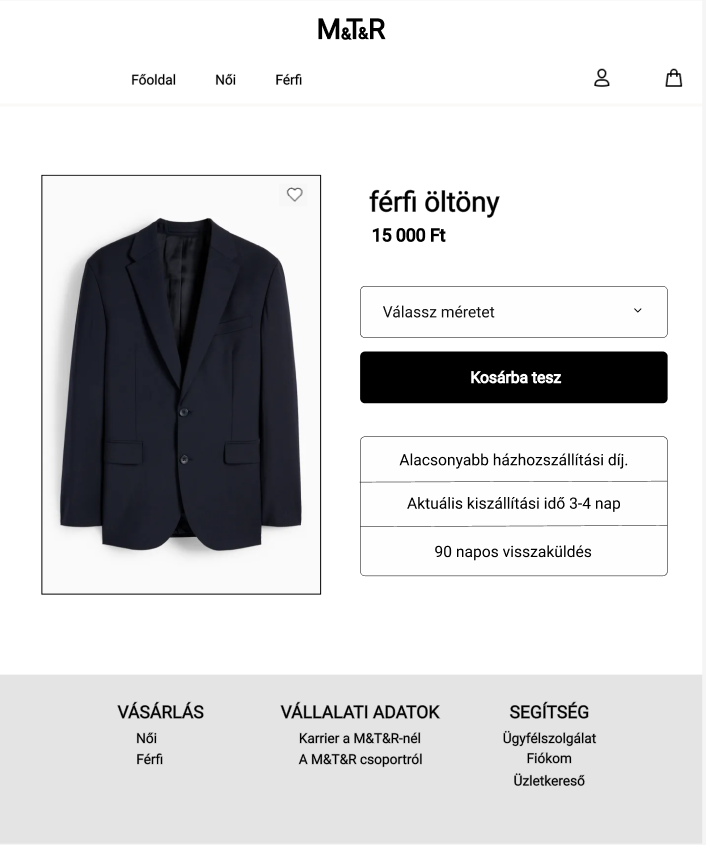 M&T&R
Főoldal Női Férfi
férfi öltöny
15 000 Ft
Válassz méretet
Kosárba tesz
Alacsonyabb házhozszállítási díj.
Aktuális kiszállítási idő 3-4 nap
90 napos visszaküldés
VÁSÁRLÁS
Női
Férfi
VÁLLALATI ADATOK
Karrier a M&T&R-nél
A M&T&R csoportról
SEGÍTSÉG
Ügyfélszolgálat
Fiókom
Üzletkereső